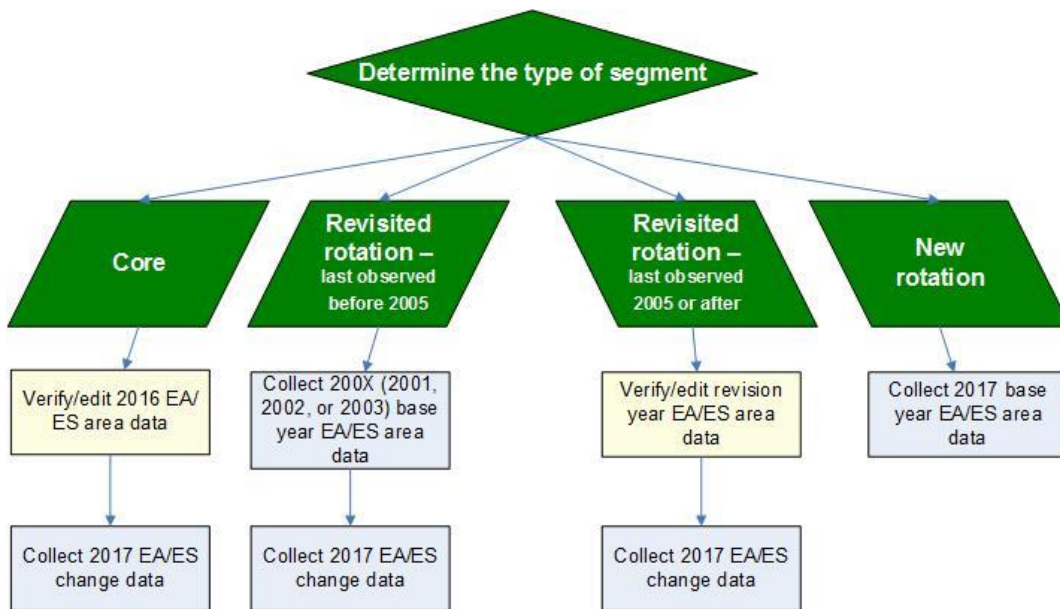 Determine the type of segment
Core
Revisited
rotation –
last observed
before 2005
Revisited
rotation –
last observed
2005 or after
New
rotation
Verify/edit 2016 EA/
ES area data
Collect 200X (2001,
2002, or 2003) base
year EA/ES area
data
Verify/edit revision
year EA/ES area
data
Collect 2017 base
year EA/ES area
data
Collect 2017 EA/ES
change data
Collect 2017 EA/ES
change data
Collect 2017 EA/ES
change data